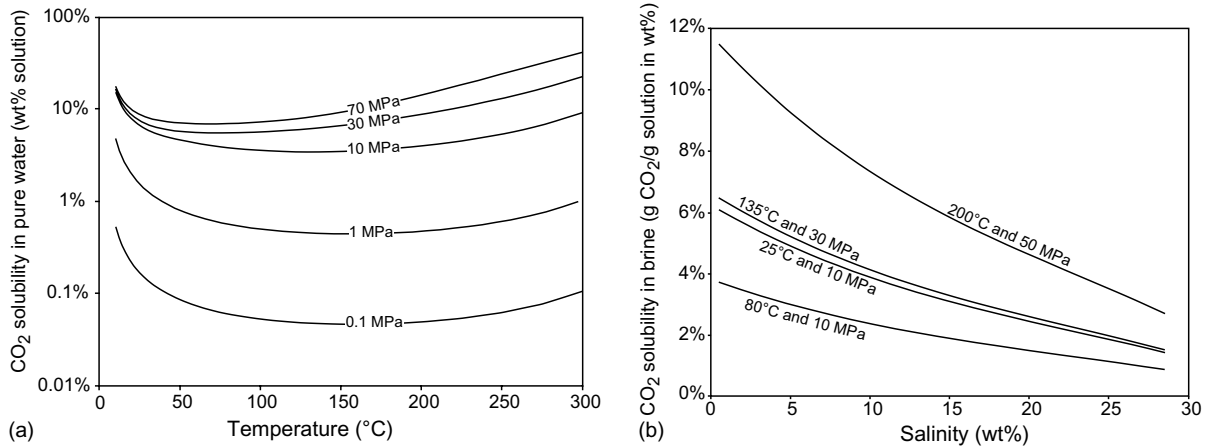 CO2 solubility in pure water (wt% solution)
100%
10%
1%
0.1%
0.01%
70 MPa
30 MPa
10 MPa
1 MPa
0.1 MPa
0
50
100
150
200
250
300
Temperature (°C)
(a)
CO2 solubility in brine (g CO2/g solution in wt%)
12%
10%
8%
6%
4%
2%
0%
200°C and 50 MPa
135°C and 30 MPa
25°C and 10 MPa
80°C and 10 MPa
0
5
10
15
20
25
30
Salinity (wt%)
(b)